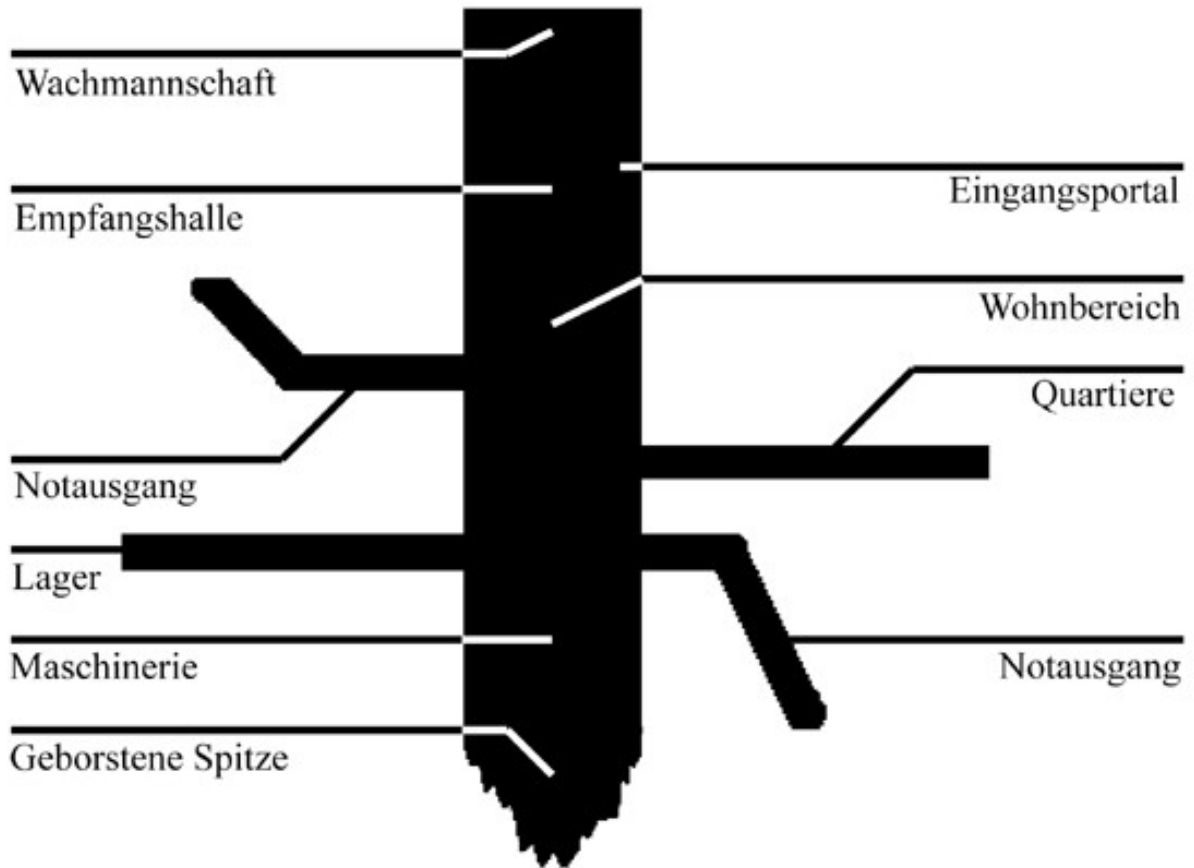 Wachmannschaft
Eingangsportal
Empfangshalle
Wohnbereich
Quartiere
Notausgang
Lager
Maschinerie
Notausgang
Geborstene Spitze